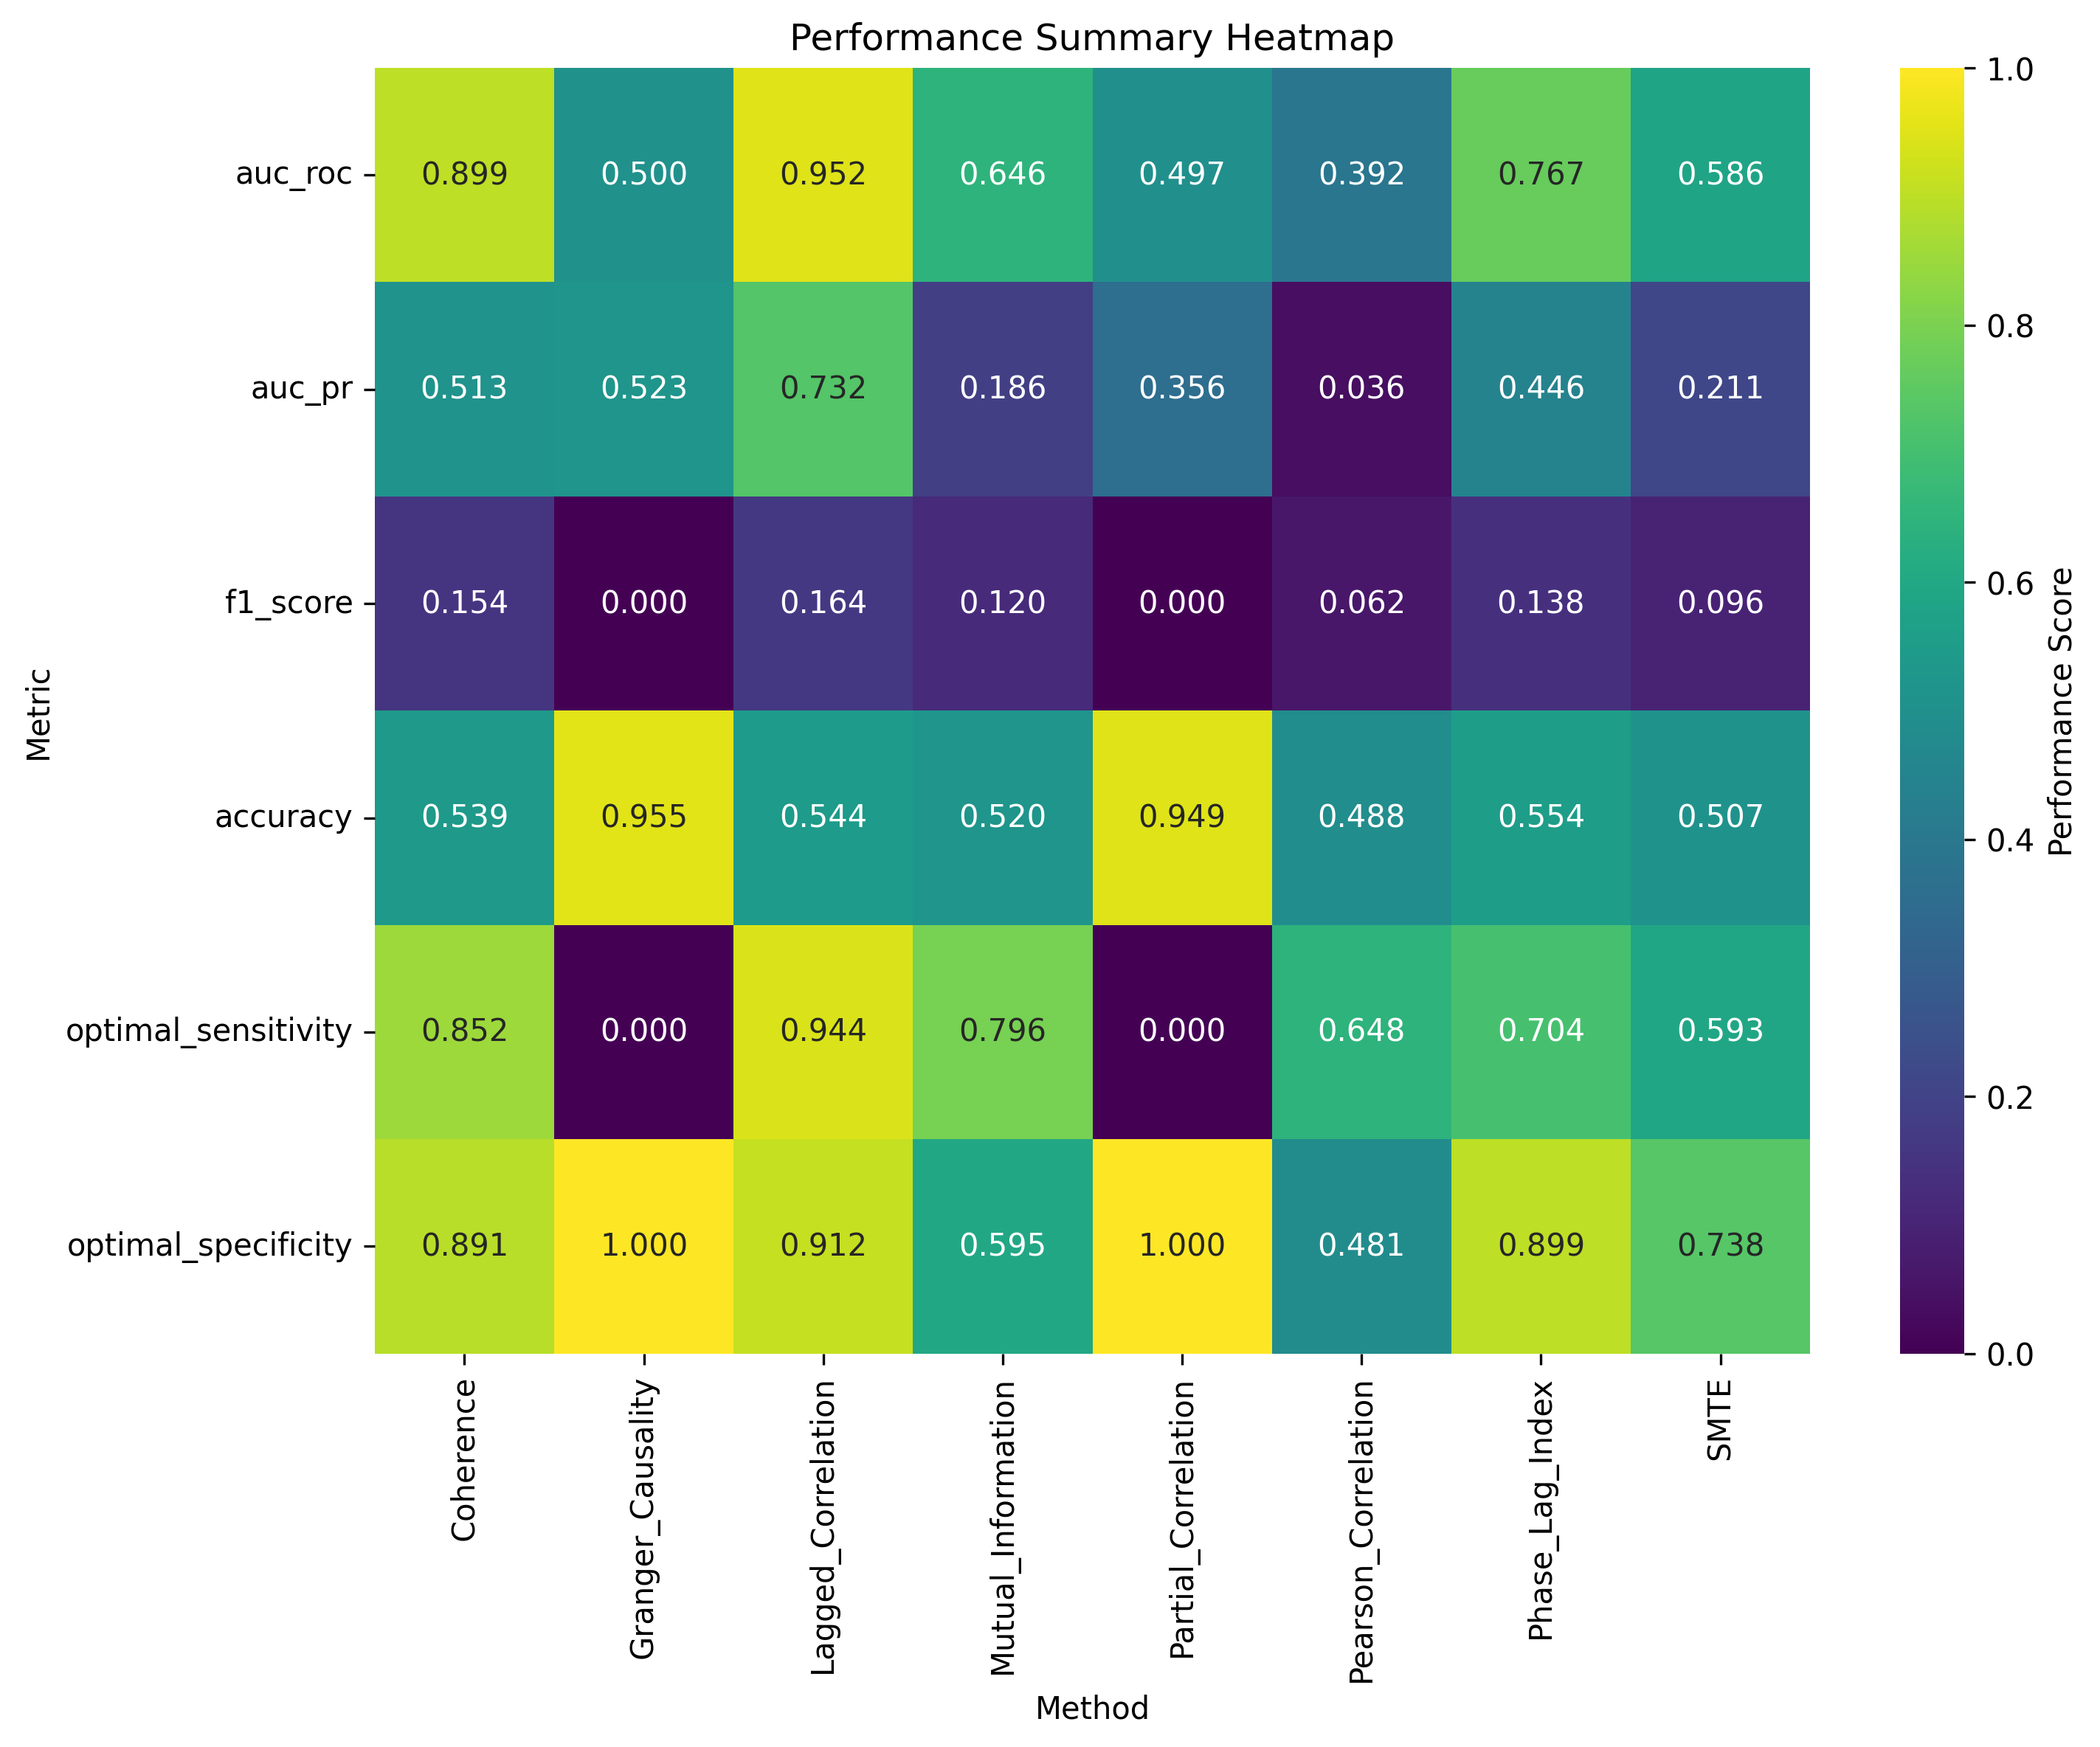 Performance Summary Heatmap
Metric
auc_roc 0.899 0.500 0.952 0.646 0.497 0.392 0.767 0.586
auc_pr 0.513 0.523 0.732 0.186 0.356 0.036 0.446 0.211
f1_score 0.154 0.000 0.164 0.120 0.000 0.062 0.138 0.096
accuracy 0.539 0.955 0.544 0.520 0.949 0.488 0.554 0.507
optimal_sensitivity 0.852 0.000 0.944 0.796 0.000 0.648 0.704 0.593
optimal_specificity 0.891 1.000 0.912 0.595 1.000 0.481 0.899 0.738
Coherence
Granger_Causality
Lagged_Correlation
Mutual_Information
Partial_Correlation
Pearson_Correlation
Phase_Lag_Index
SMTE
Method
1.0
0.8
0.6
0.4
0.2
0.0
Performance Score